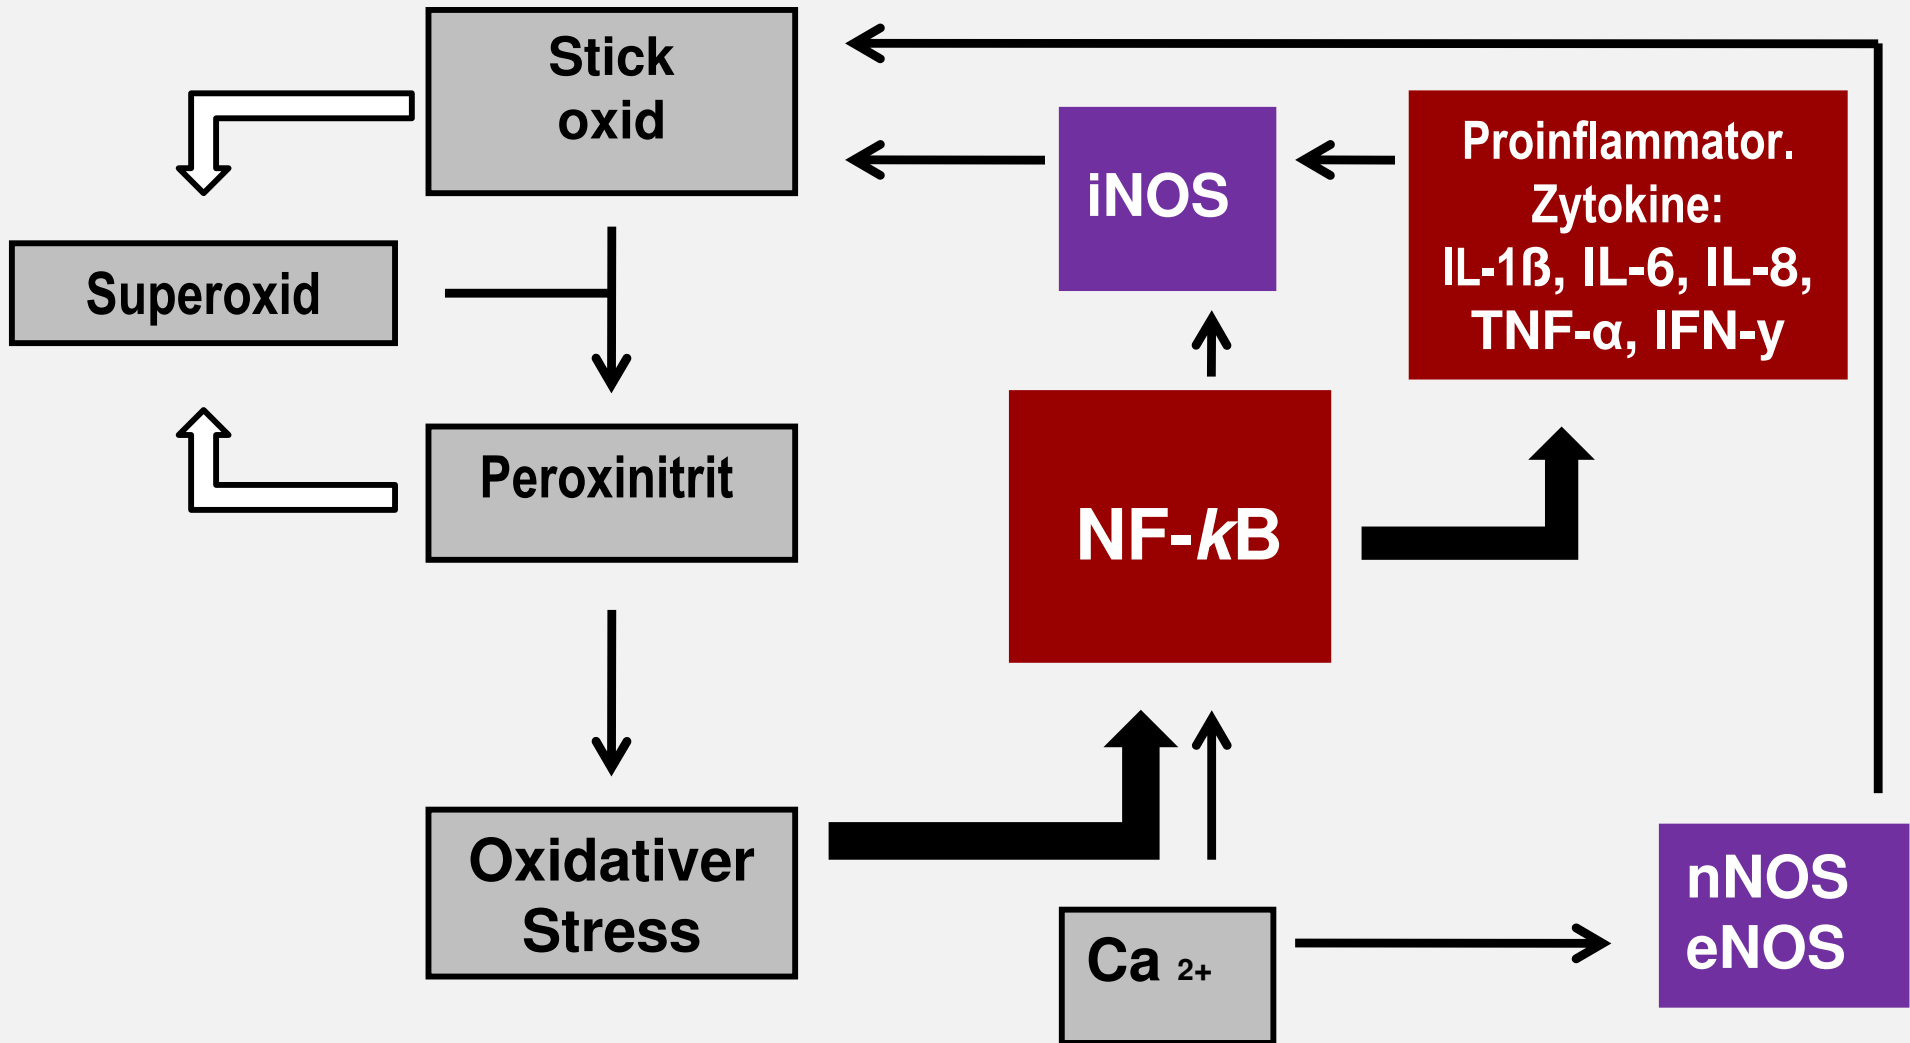 Stick
oxid
Superoxid
Peroxinitrit
Oxidativer
Stress
iNOS
Proinflammator.
Zytokine:
IL-1ß, IL-6, IL-8,
TNF-α, IFN-y
NF-kB
Ca 2+
nNOS
eNOS